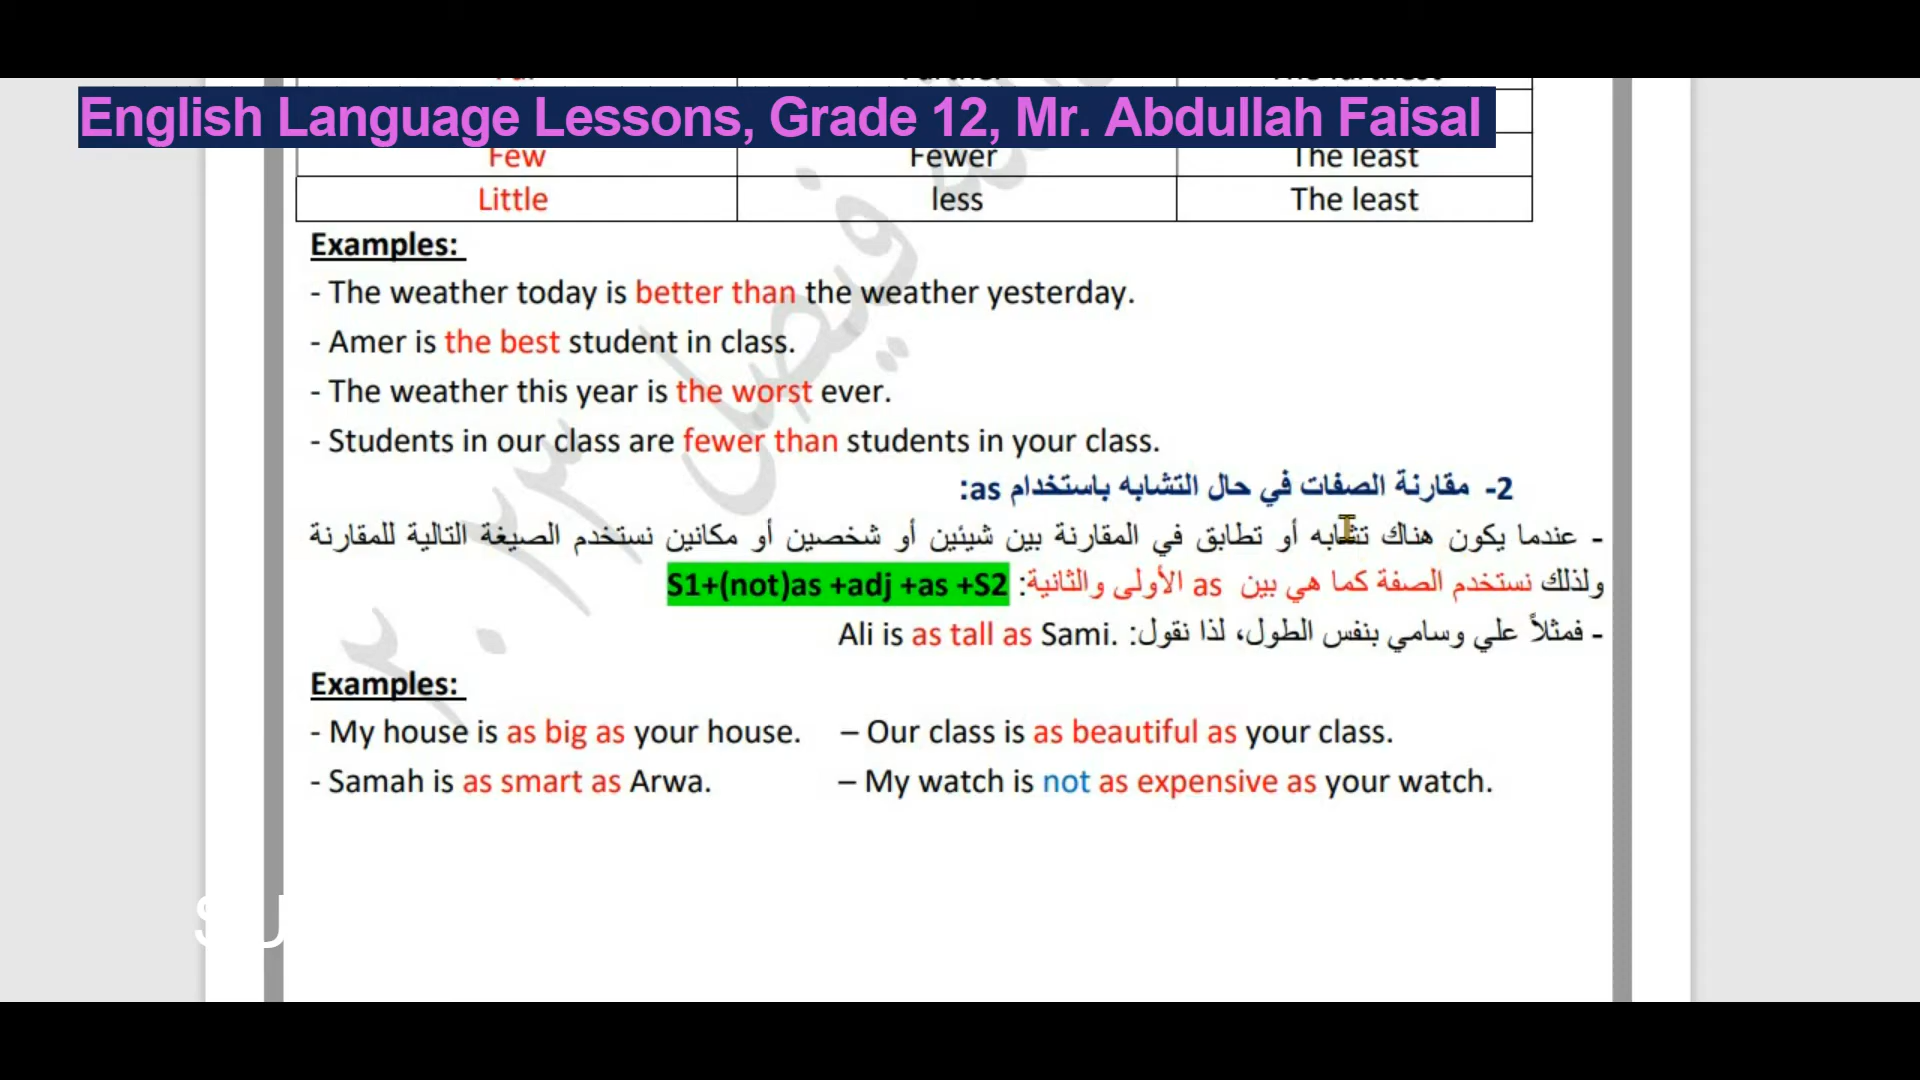 English Language Lessons, Grade 12, Mr. Abdullah Faisal
Few Fewer The least
Little less The least
Examples:
- The weather today is better than the weather yesterday.
- Amer is the best student in class.
- The weather this year is the worst ever.
- Students in our class are fewer than students in your class.
2- مقارنة الصفات في حال التشابه باستخدام as:
- عندما يكون هناك تشابه أو تطابق في المقارنة بين شيئين أو شخصين أو مكانين نستخدم الصيغة التالية للمقارنة
ولذلك نستخدم الصفة كما هي بين as الأولى والثانية: S1+(not)as +adj +as +S2
- فمثلاً علي وسامي بنفس الطول، لذا نقول: Ali is as tall as Sami.
Examples:
- My house is as big as your house. – Our class is as beautiful as your class.
- Samah is as smart as Arwa. – My watch is not as expensive as your watch.